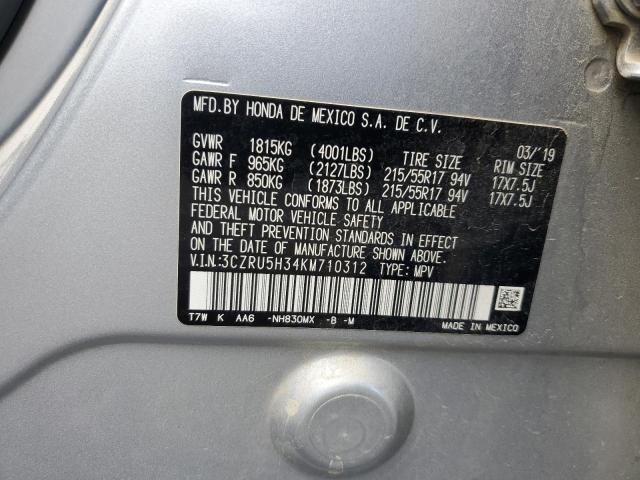 MFD. BY HONDA DE MEXICO S.A. DE C.V.
03/'19
GVWR 1815KG (4001LBS) TIRE SIZE RIM SIZE
GAWR F 965KG (2127LBS) 215/55R17 94V 17X7.5J
GAWR R 850KG (1873LBS) 215/55R17 94V 17X7.5J
THIS VEHICLE CONFORMS TO ALL APPLICABLE
FEDERAL MOTOR VEHICLE SAFETY
AND THEFT PREVENTION STANDARDS IN EFFECT
ON THE DATE OF MANUFACTURE SHOWN ABOVE.
V.I.N.:3CZRU5H34KM710312 TYPE: MPV
T7W K AA6 -NH830MX -B -M
MADE IN MEXICO